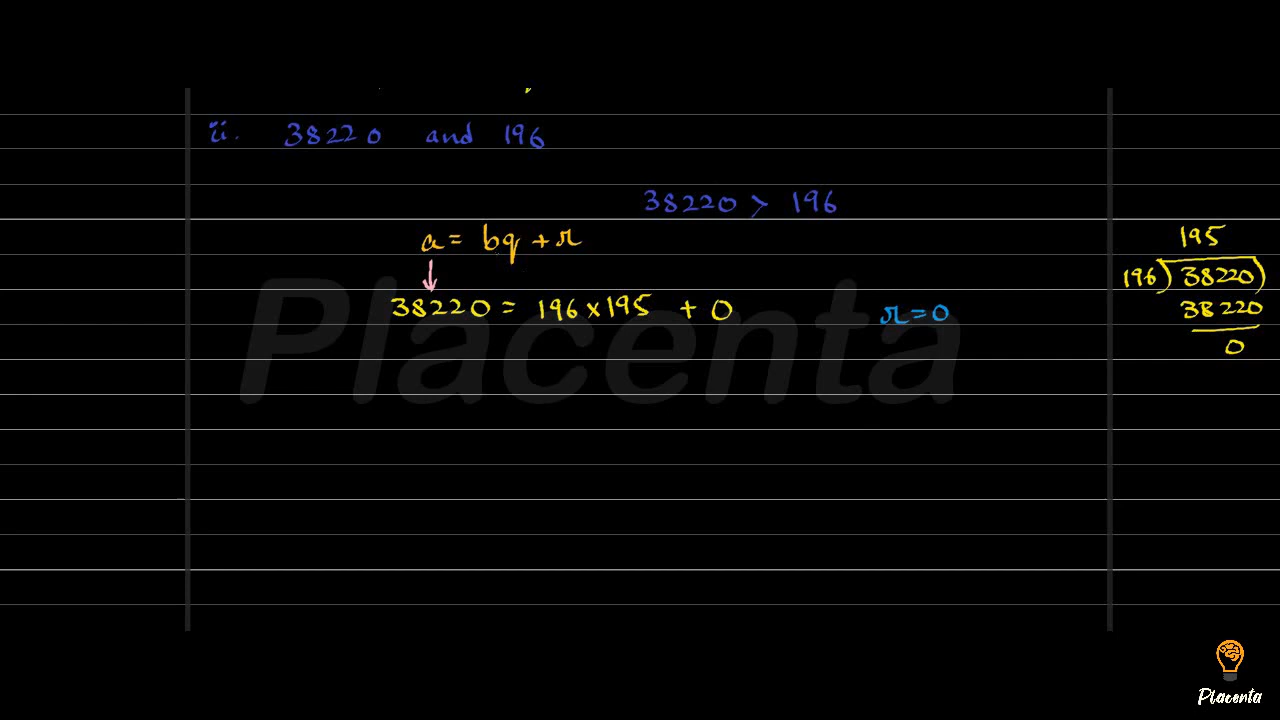 ii. 38220 and 196
38220 > 196
a = bq + r
38220 = 196 × 195 + 0
r = 0
195
196) 38220)
38220
0
Placenta
Placenta